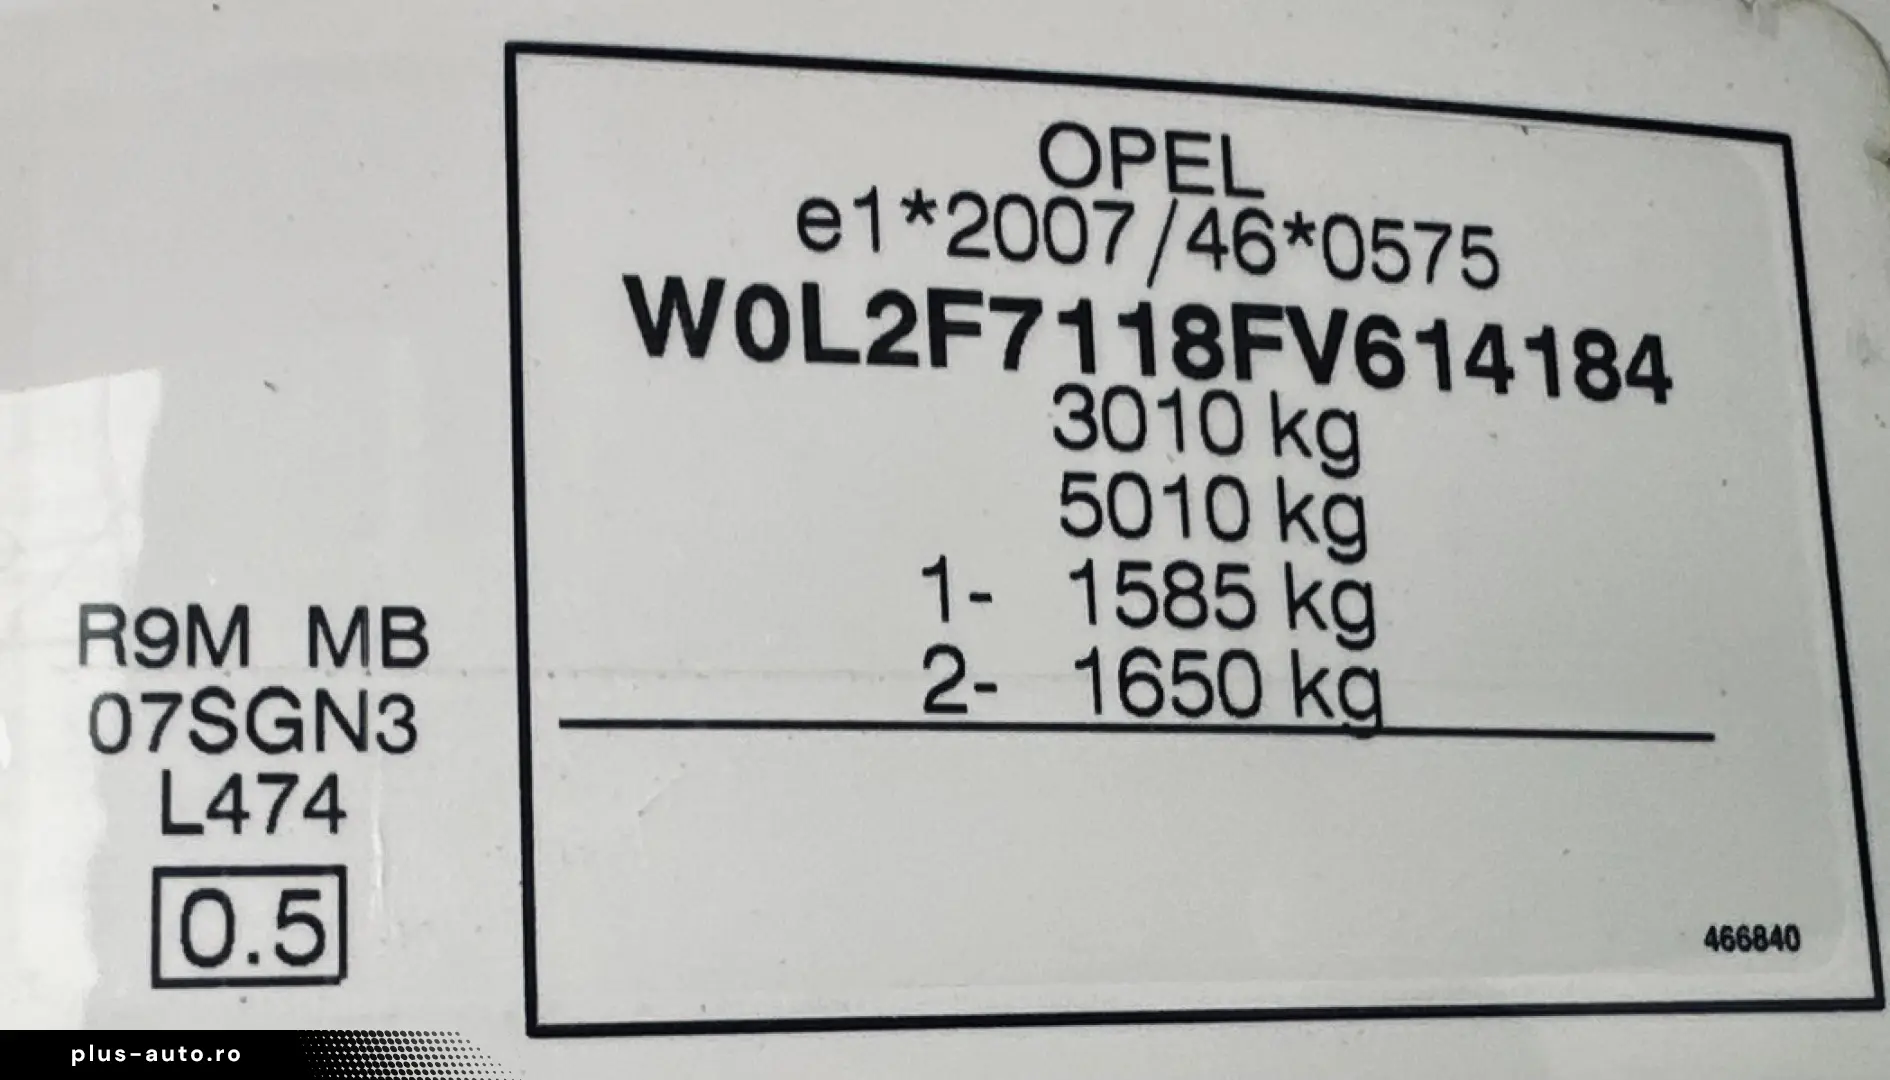 OPEL
e1*2007/46*0575
W0L2F7118FV614184
3010 kg
5010 kg
1- 1585 kg
2- 1650 kg
R9M MB
07SGN3
L474
0.5
466840
plus-auto.ro